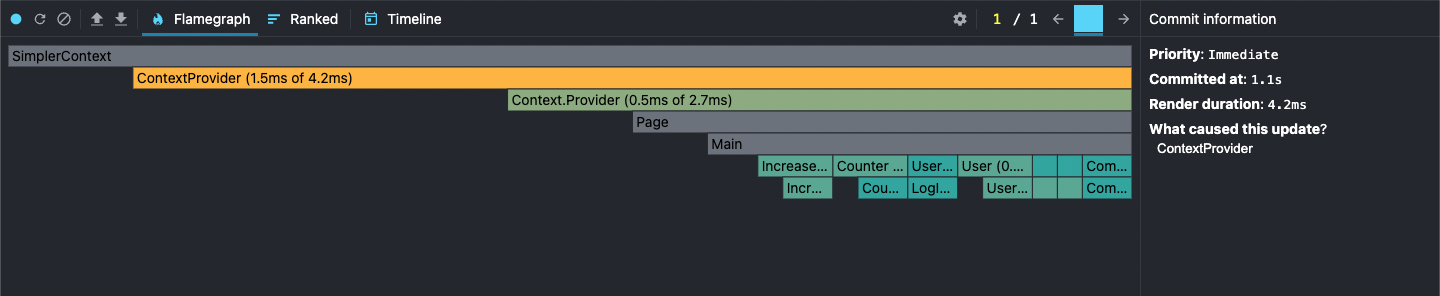 Flamegraph Ranked Timeline 1 / 1 Commit information
SimplerContext
ContextProvider (1.5ms of 4.2ms)
Context.Provider (0.5ms of 2.7ms)
Page
Main
Increase... Counter ... User... User (0.... Com...
Incr... Cou... LogI... User... Com...
Priority: Immediate
Committed at: 1.1s
Render duration: 4.2ms
What caused this update?
ContextProvider